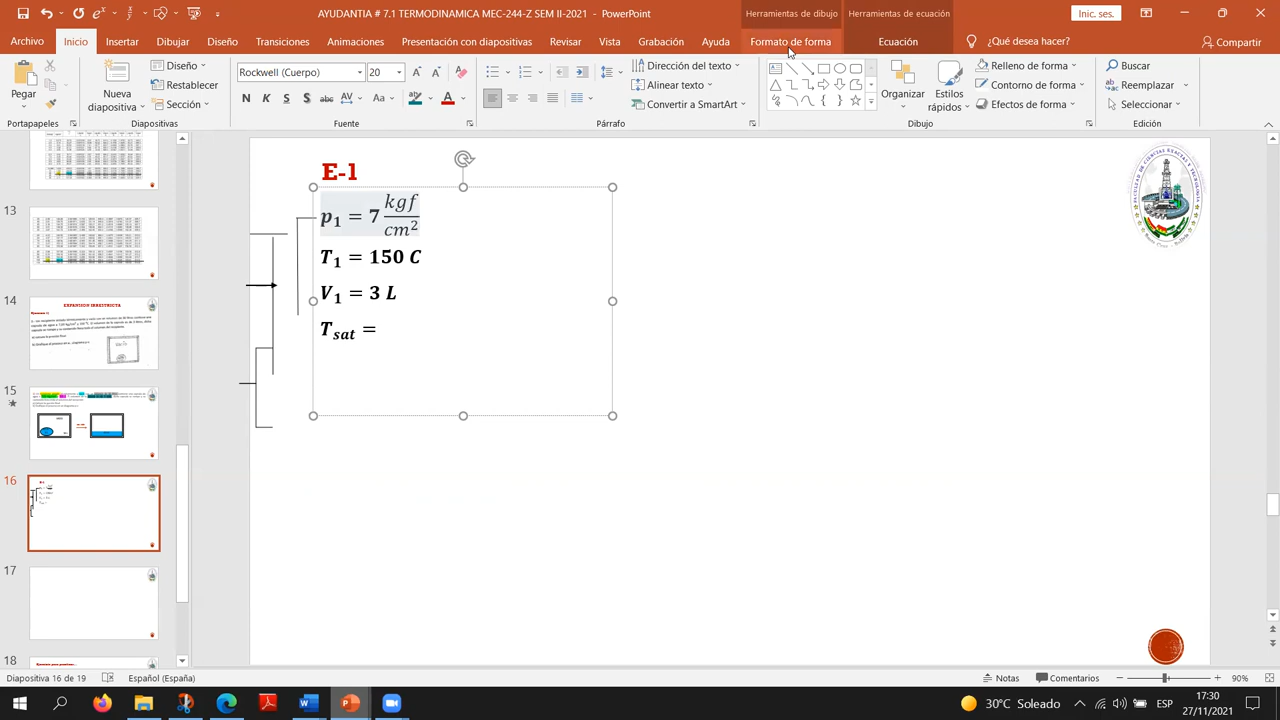 AYUDANTIA # 7.1 TERMODINAMICA MEC-244-Z SEM II-2021 - PowerPoint
Herramientas de dibujo
Herramientas de ecuación
Inic. ses.
Archivo Inicio Insertar Dibujar Diseño Transiciones Animaciones Presentación con diapositivas Revisar Vista Grabación Ayuda Formato de forma Ecuación ¿Qué desea hacer? Compartir
Pegar
Nueva diapositiva
Diseño
Restablecer
Sección
Rockwell (Cuerpo) 20
N K S S abc AV Aa A
Dirección del texto
Alinear texto
Convertir a SmartArt
Organizar
Estilos rápidos
Relleno de forma
Contorno de forma
Efectos de forma
Buscar
Reemplazar
Seleccionar
Portapapeles Diapositivas Fuente Párrafo Dibujo Edición
13
14
EXPANSION IRRESTRICTA
15
16
17
18
E-1
p₁ = 7 kgf/cm²
T₁ = 150 C
V₁ = 3 L
Tsat =
Diapositiva 16 de 19 Español (España) Notas Comentarios 90%
30°C Soleado ESP 17:30
27/11/2021